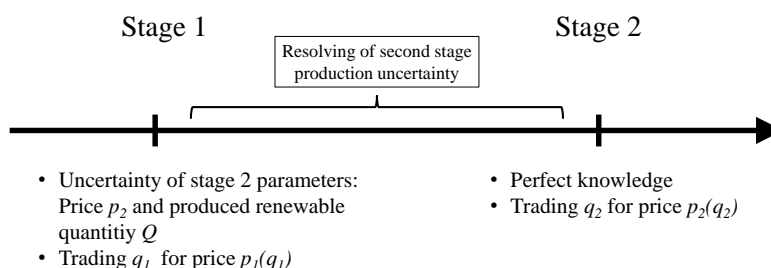 Stage 1
Stage 2
Resolving of second stage
production uncertainty
• Uncertainty of stage 2 parameters:
Price p₂ and produced renewable
quantitiy Q
• Trading q₁ for price p₁(q₁)
• Perfect knowledge
• Trading q₂ for price p₂(q₂)